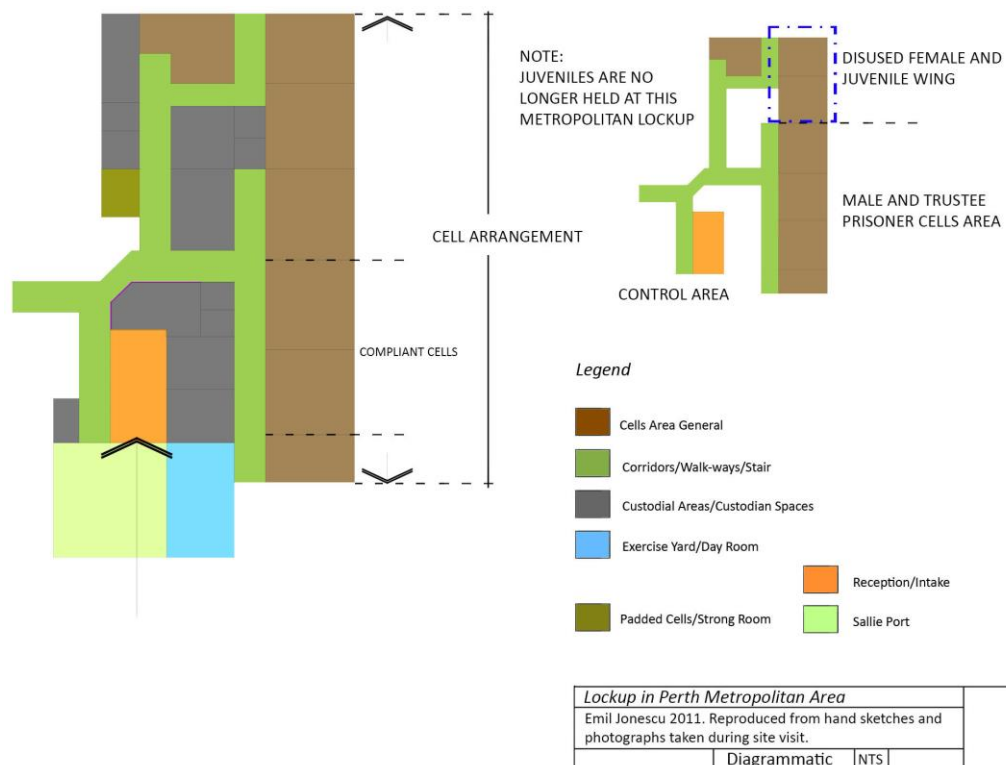 NOTE:
JUVENILES ARE NO
LONGER HELD AT THIS
METROPOLITAN LOCKUP
DISUSED FEMALE AND
JUVENILE WING
CELL ARRANGEMENT
MALE AND TRUSTEE
PRISONER CELLS AREA
CONTROL AREA
COMPLIANT CELLS
Legend
Cells Area General
Corridors/Walk-ways/Stair
Custodial Areas/Custodian Spaces
Exercise Yard/Day Room
Reception/Intake
Padded Cells/Strong Room
Sallie Port
Lockup in Perth Metropolitan Area
Emil Jonescu 2011. Reproduced from hand sketches and
photographs taken during site visit.
Diagrammatic NTS